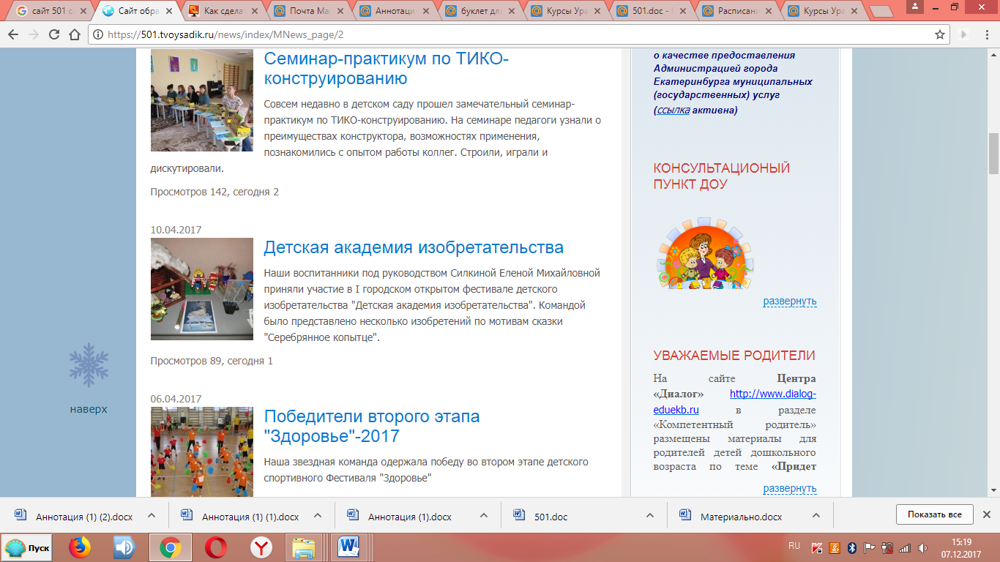 сайт 501 са
Сайт обра
Как сдела
Почта Ма
Аннотаци
буклет дл
Курсы Ура
501.doc -
Расписани
Курсы Ура
https://501.tvoysadik.ru/news/index/MNews_page/2
Семинар-практикум по ТИКО-
конструированию
Совсем недавно в детском саду прошел замечательный семинар-
практикум по ТИКО-конструированию. На семинаре педагоги узнали о
преимуществах конструктора, возможностях применения,
познакомились с опытом работы коллег. Строили, играли и
дискутировали.
Просмотров 142, сегодня 2
10.04.2017
Детская академия изобретательства
Наши воспитанники под руководством Силкиной Еленой Михайловной
приняли участие в I городском открытом фестивале детского
изобретательства "Детская академия изобретательства". Командой
было представлено несколько изобретений по мотивам сказки
"Серебрянное копытце".
Просмотров 89, сегодня 1
06.04.2017
Победители второго этапа
"Здоровье"-2017
Наша звездная команда одержала победу во втором этапе детского
спортивного Фестиваля "Здоровье"
наверх
о качестве предоставления
Администрацией города
Екатеринбурга муниципальных
(государственных) услуг
(ссылка активна)
КОНСУЛЬТАЦИОНЫЙ
ПУНКТ ДОУ
развернуть
УВАЖАЕМЫЕ РОДИТЕЛИ
На сайте Центра
«Диалог» http://www.dialog-
eduekb.ru в разделе
«Компетентный родитель»
размещены материалы для
родителей детей дошкольного
возраста по теме «Придет
развернуть
Аннотация (1) (2).docx
Аннотация (1) (1).docx
Аннотация (1).docx
501.doc
Материально.docx
Показать все
Пуск
RU
15:19
07.12.2017